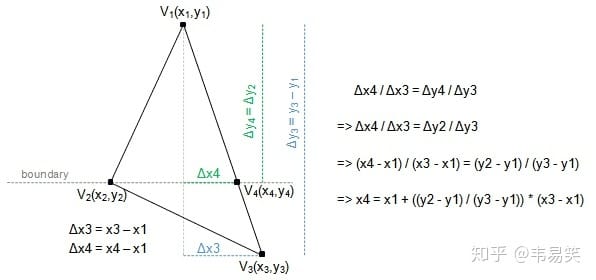 V₁(x₁,y₁)
Δy4 = Δy2
Δy3 = y3 – y1
boundary
Δx4
V₂(x₂,y₂)
V₄(x₄,y₄)
Δx3 = x3 – x1
Δx4 = x4 – x1
Δx3
V₃(x₃,y₃)
Δx4 / Δx3 = Δy4 / Δy3
=> Δx4 / Δx3 = Δy2 / Δy3
=> (x4 - x1) / (x3 - x1) = (y2 - y1) / (y3 - y1)
=> x4 = x1 + ((y2 - y1) / (y3 - y1)) * (x3 - x1)
知乎 @韦易笑